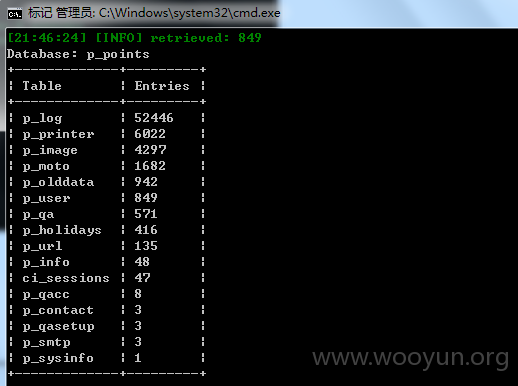 标记 管理员: C:\Windows\system32\cmd.exe
[21:46:24] [INFO] retrieved: 849
Database: p_points
+-------------+---------+
¦ Table ¦ Entries ¦
+-------------+---------+
¦ p_log ¦ 52446 ¦
¦ p_printer ¦ 6022 ¦
¦ p_image ¦ 4297 ¦
¦ p_moto ¦ 1682 ¦
¦ p_olddata ¦ 942 ¦
¦ p_user ¦ 849 ¦
¦ p_qa ¦ 571 ¦
¦ p_holidays ¦ 416 ¦
¦ p_url ¦ 135 ¦
¦ p_info ¦ 48 ¦
¦ ci_sessions ¦ 47 ¦
¦ p_qacc ¦ 8 ¦
¦ p_contact ¦ 3 ¦
¦ p_qasetup ¦ 3 ¦
¦ p_smtp ¦ 3 ¦
¦ p_sysinfo ¦ 1 ¦
+-------------+---------+
www.wooyun.org